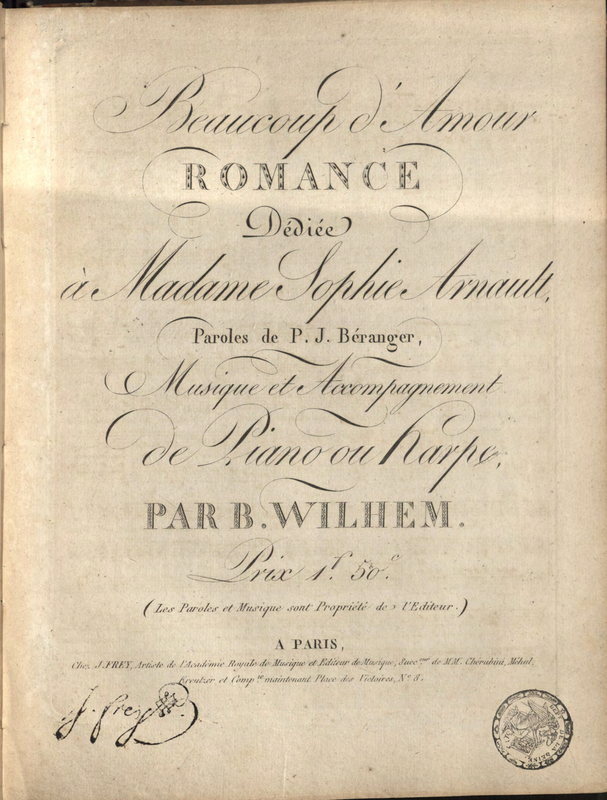 Beaucoup d'Amour
ROMANCE
Dédiée
à Madame Sophie Arnault,
Paroles de P. J. Béranger,
Musique et Accompagnement
de Piano ou Harpe,
PAR B. WILHEM.
Prix 1f. 50c.
(Les Paroles et Musique sont Propriété de l'Editeur.)
A PARIS,
Chez J. FREY, Artiste de l'Académie Royale de Musique et Editeur de Musique, Succeur de MM. Chérubini, Méhul,
Kreutzer et Compie maintenant Place des Victoires, No 8.
J. frey